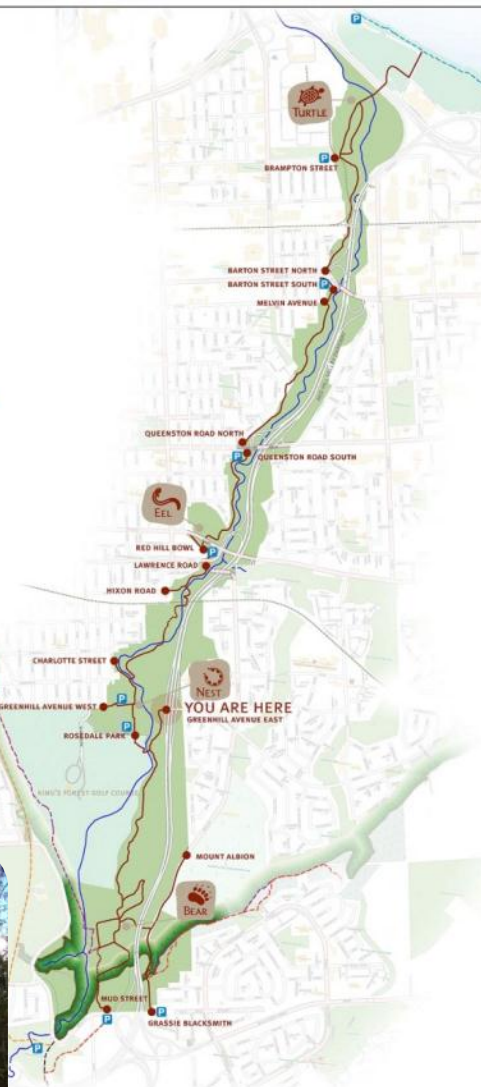 P
TURTLE
P
BRAMPTON STREET
BARTON STREET NORTH
BARTON STREET SOUTH
P
MELVIN AVENUE
QUEENSTON ROAD NORTH
P
QUEENSTON ROAD SOUTH
EEL
RED HILL BOWL
P
LAWRENCE ROAD
HIXON ROAD
CHARLOTTE STREET
NEST
P
GREENHILL AVENUE WEST
YOU ARE HERE
GREENHILL AVENUE EAST
P
ROSEDALE PARK
KING'S FOREST GOLF COURSE
MOUNT ALBION
BEAR
MUD STREET
P
P
GRASSIE BLACKSMITH
P